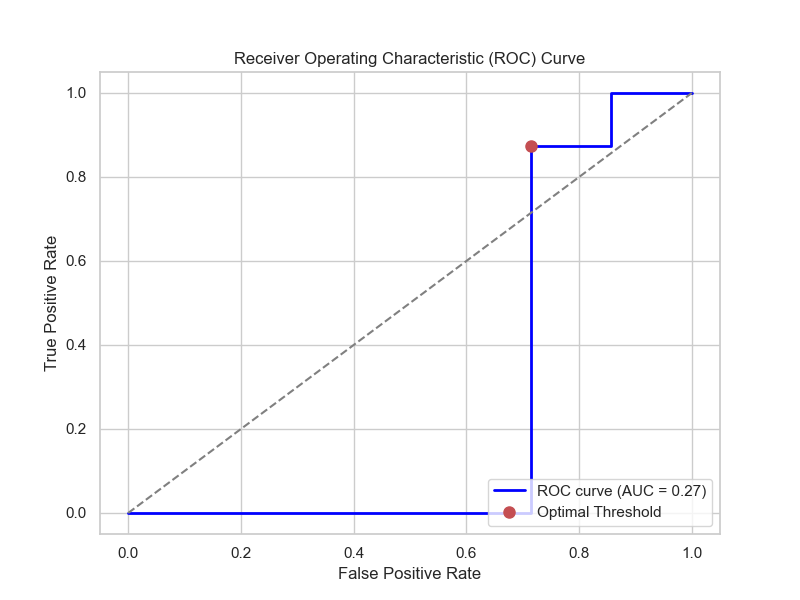 Receiver Operating Characteristic (ROC) Curve
1.0
0.8
0.6
0.4
0.2
0.0
True Positive Rate
ROC curve (AUC = 0.27)
Optimal Threshold
0.0 0.2 0.4 0.6 0.8 1.0
False Positive Rate